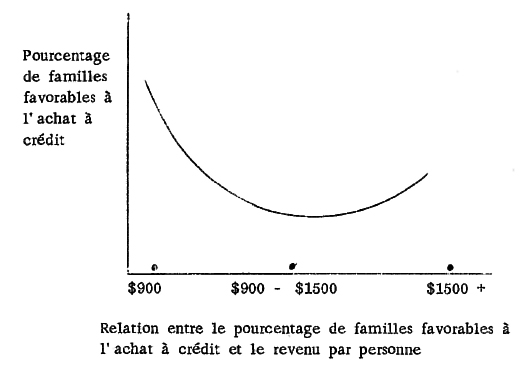 Pourcentage
de familles
favorables à
l'achat à
crédit
$900 $900 - $1500 $1500 +
Relation entre le pourcentage de familles favorables à
l'achat à crédit et le revenu par personne